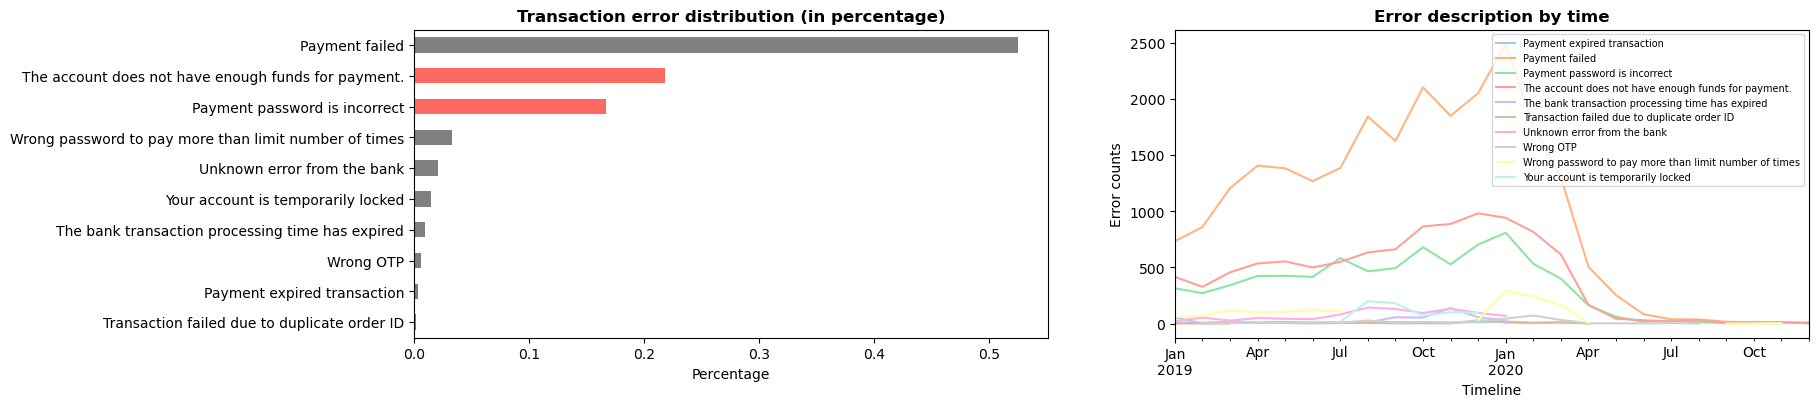 Transaction error distribution (in percentage)
Payment failed
The account does not have enough funds for payment.
Payment password is incorrect
Wrong password to pay more than limit number of times
Unknown error from the bank
Your account is temporarily locked
The bank transaction processing time has expired
Wrong OTP
Payment expired transaction
Transaction failed due to duplicate order ID
0.0 0.1 0.2 0.3 0.4 0.5
Percentage
Error description by time
Error counts
2500
2000
1500
1000
500
0
Payment expired transaction
Payment failed
Payment password is incorrect
The account does not have enough funds for payment.
The bank transaction processing time has expired
Transaction failed due to duplicate order ID
Unknown error from the bank
Wrong OTP
Wrong password to pay more than limit number of times
Your account is temporarily locked
Jan Apr Jul Oct Jan Apr Jul Oct
2019 2020
Timeline